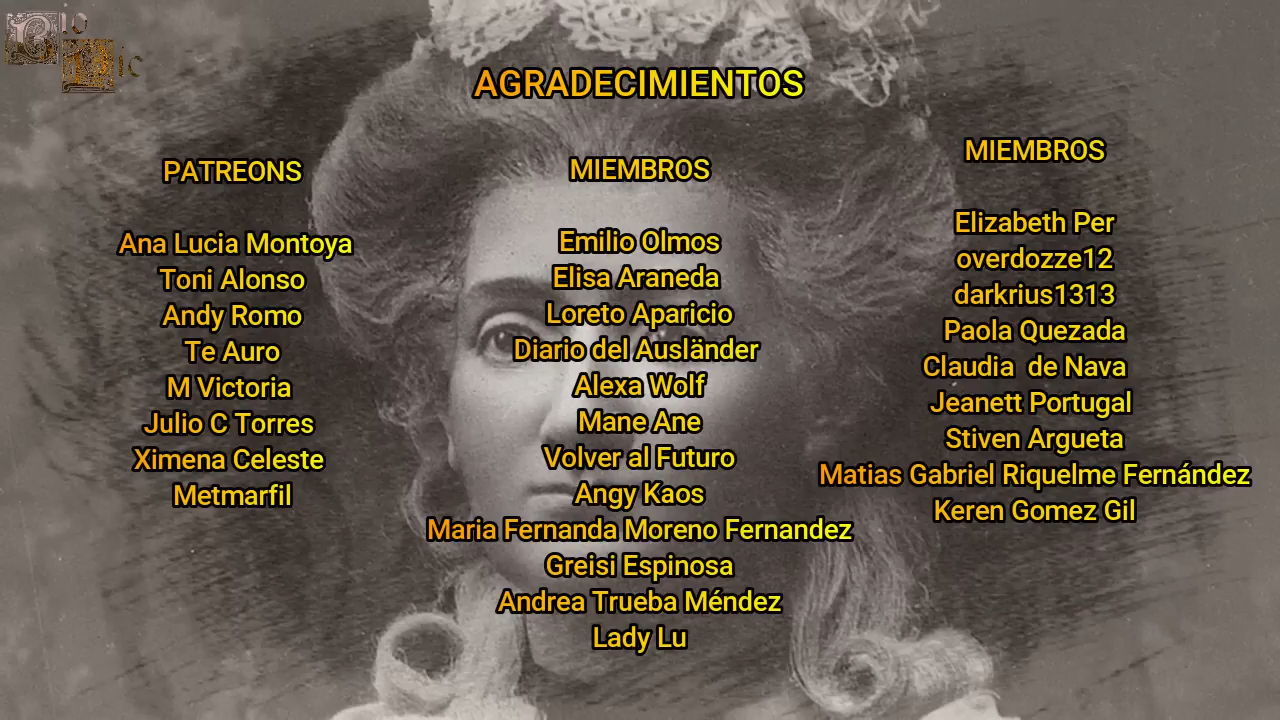 BIO
Pic
AGRADECIMIENTOS
PATREONS
Ana Lucia Montoya
Toni Alonso
Andy Romo
Te Auro
M Victoria
Julio C Torres
Ximena Celeste
Metmarfil
MIEMBROS
Emilio Olmos
Elisa Araneda
Loreto Aparicio
Diario del Ausländer
Alexa Wolf
Mane Ane
Volver al Futuro
Angy Kaos
Maria Fernanda Moreno Fernandez
Greisi Espinosa
Andrea Trueba Méndez
Lady Lu
MIEMBROS
Elizabeth Per
overdozze12
darkrius1313
Paola Quezada
Claudia  de Nava
Jeanett Portugal
Stiven Argueta
Matias Gabriel Riquelme Fernández
Keren Gomez Gil